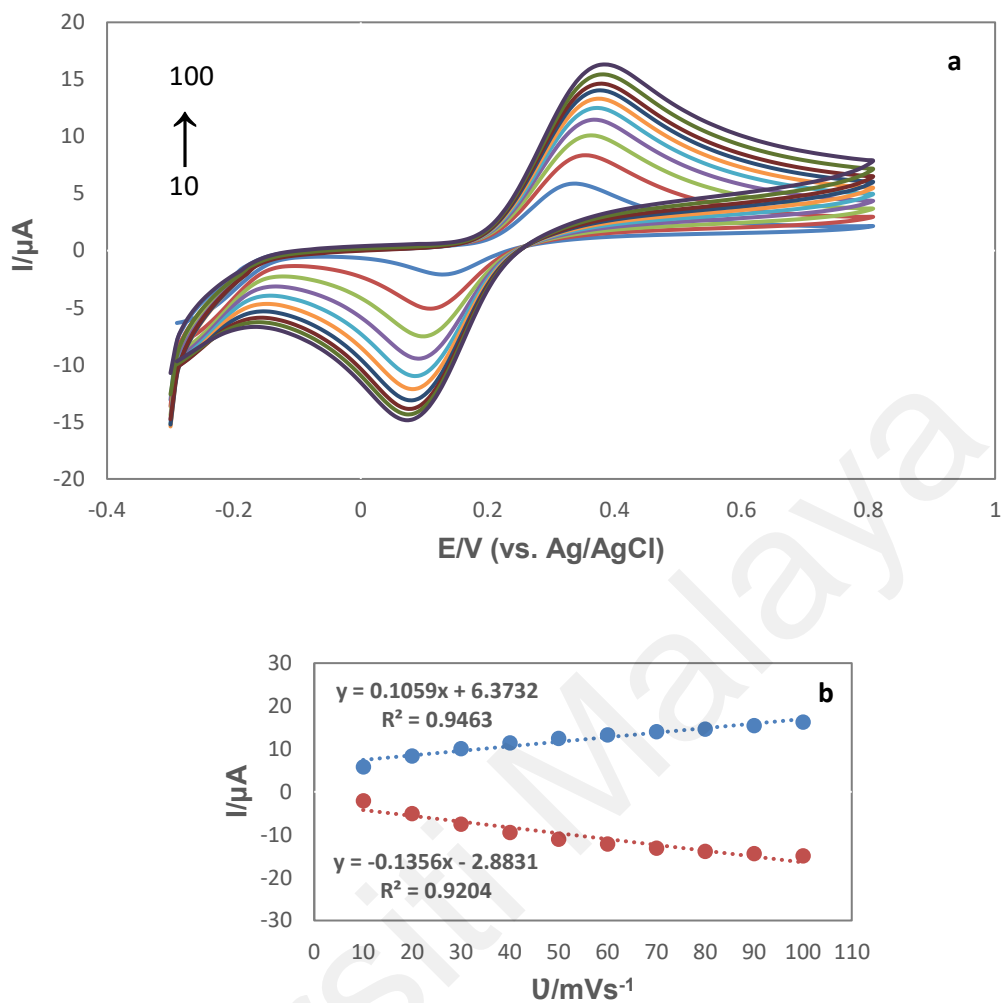 20
15
10
5
0
-5
-10
-15
-20
I/µA
100
10
a
-0.4 -0.2 0 0.2 0.4 0.6 0.8 1
E/V (vs. Ag/AgCl)
30
20
10
0
-10
-20
-30
I/µA
y = 0.1059x + 6.3732
R² = 0.9463
b
y = -0.1356x - 2.8831
R² = 0.9204
0 10 20 30 40 50 60 70 80 90 100 110
Ʋ/mVs⁻¹
rsiti Malaya